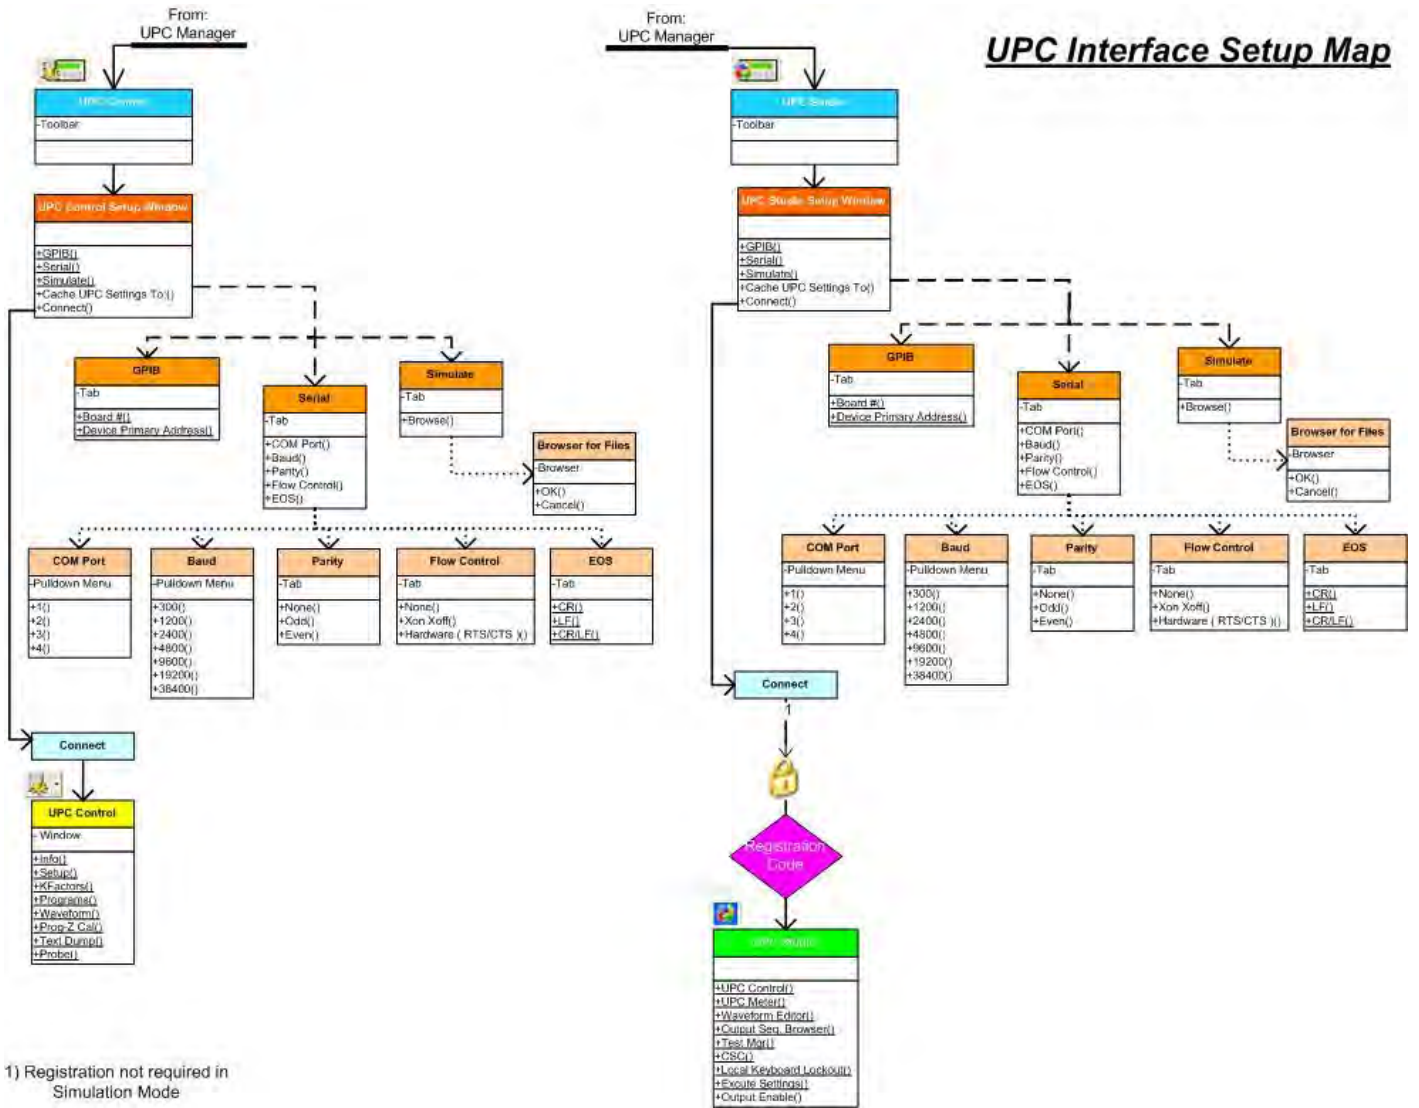 UPC Interface Setup Map
From:
UPC Manager
UPC Control
-Toolbar
UPC Control Setup Window
+GPIB()
+Serial()
+Simulate()
+Cache UPC Settings To:()
+Connect()
GPIB
-Tab
+Board #()
+Device Primary Address()
Serial
-Tab
+COM Port()
+Baud()
+Parity()
+Flow Control()
+EOS()
Simulate
-Tab
+Browse()
Browser for Files
-Browser
+OK()
+Cancel()
COM Port
-Pulldown Menu
+1()
+2()
+3()
+4()
Baud
-Pulldown Menu
+300()
+1200()
+2400()
+4800()
+9600()
+19200()
+38400()
Parity
-Tab
+None()
+Odd()
+Even()
Flow Control
-Tab
+None()
+Xon Xoff()
+Hardware ( RTS/CTS )()
EOS
-Tab
+CR()
+LF()
+CR/LF()
Connect
UPC Control
- Window
+Info()
+Setup()
+KFactors()
+Programs()
+Waveform()
+Prog-Z Cal()
+Text Dump()
+Probe()
1) Registration not required in
Simulation Mode
From:
UPC Manager
UPC Studio
-Toolbar
UPC Studio Setup Window
+GPIB()
+Serial()
+Simulate()
+Cache UPC Settings To()
+Connect()
GPIB
-Tab
+Board #()
+Device Primary Address()
Serial
-Tab
+COM Port()
+Baud()
+Parity()
+Flow Control()
+EOS()
Simulate
-Tab
+Browse()
Browser for Files
-Browser
+OK()
+Cancel()
COM Port
-Pulldown Menu
+1()
+2()
+3()
+4()
Baud
-Pulldown Menu
+300()
+1200()
+2400()
+4800()
+9600()
+19200()
+38400()
Parity
-Tab
+None()
+Odd()
+Even()
Flow Control
-Tab
+None()
+Xon Xoff()
+Hardware ( RTS/CTS )()
EOS
-Tab
+CR()
+LF()
+CR/LF()
Connect
1
Registration
Code
UPC Studio
+UPC Control()
+UPC Meter()
+Waveform Editor()
+Output Seq. Browser()
+Test Mgr()
+CSC()
+Local Keyboard Lockout()
+Excute Settings()
+Output Enable()